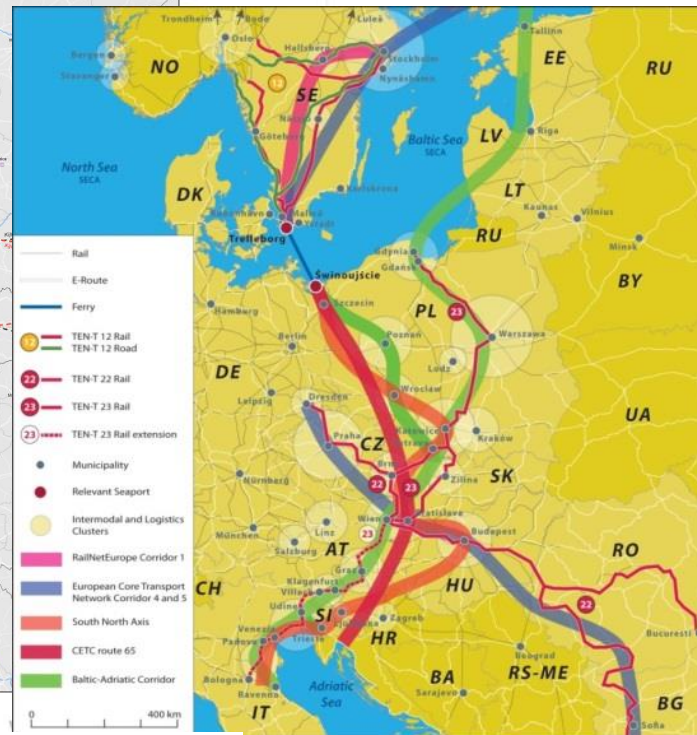 Trondheim
Bodø
Luleå
Oslo
Hallsberg
Stockholm
Bergen
Stavanger
Nynäshamn
NO
SE
EE
RU
Tallinn
12
Nässjö
Göteborg
Baltic Sea
SECA
LV
Riga
North Sea
SECA
DK
Karlskrona
LT
København
Malmö
Ystad
Kaunas
Vilnius
Trelleborg
RU
Minsk
Gdynia
Gdańsk
BY
Świnoujście
Szczecin
Hamburg
PL
23
Berlin
Poznań
Warszawa
Lodz
DE
Wrocław
Leipzig
Dresden
Katowice
UA
Praha
CZ
Kraków
Ostrava
Brno
Nürnberg
22
23
Zilina
SK
Wien
Bratislava
München
Linz
23
Salzburg
AT
Budapest
RO
CH
Graz
HU
Klagenfurt
Villach
22
Udine
SI
Ljubljana
Zagreb
Bucuresti
Venezia
Padova
Trieste
HR
Beograd
Bologna
Ravenna
Adriatic
Sea
BA
Sarajevo
RS-ME
BG
IT
Sofia
Rail
E-Route
Ferry
12 TEN-T 12 Rail
TEN-T 12 Road
22 TEN-T 22 Rail
23 TEN-T 23 Rail
23 TEN-T 23 Rail extension
Municipality
Relevant Seaport
Intermodal and Logistics
Clusters
RailNetEurope Corridor 1
European Core Transport
Network Corridor 4 and 5
South North Axis
CETC route 65
Baltic-Adriatic Corridor
0 400 km